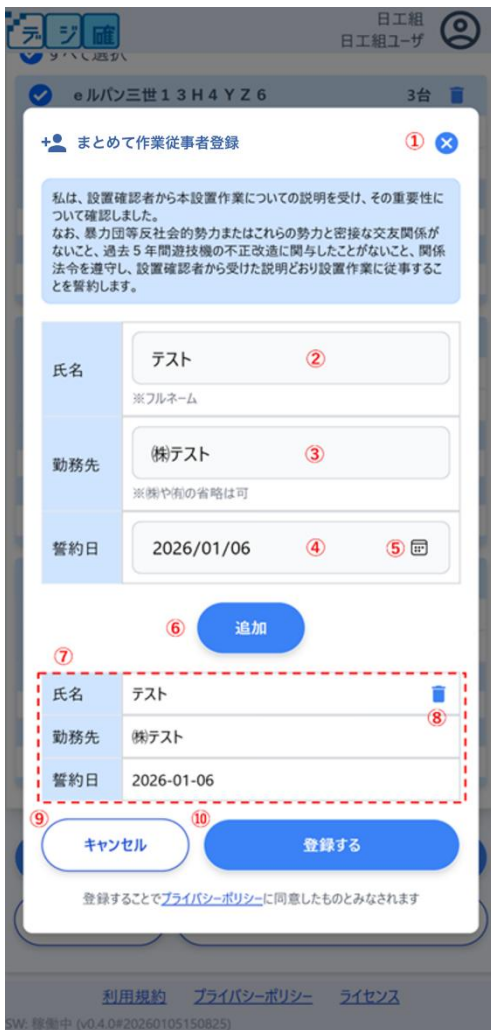 デジ確
日工組
日工組ユーザ
すべて選択
eルパン三世13H4YZ6
3台
まとめて作業従事者登録
①
私は、設置確認者から本設置作業についての説明を受け、その重要性に
ついて確認しました。
なお、暴力団等反社会的勢力またはこれらの勢力と密接な交友関係が
ないこと、過去５年間遊技機の不正改造に関与したことがないこと、関係
法令を遵守し、設置確認者から受けた説明どおり設置作業に従事するこ
とを誓約します。
氏名
テスト
②
※フルネーム
勤務先
㈱テスト
③
※㈱や㈲の省略は可
誓約日
2026/01/06
④
⑤
⑥
追加
⑦
氏名
テスト
⑧
勤務先
㈱テスト
誓約日
2026-01-06
⑨
⑩
キャンセル
登録する
登録することでプライバシーポリシーに同意したものとみなされます
利用規約 プライバシーポリシー ライセンス
SW: 稼働中 (v0.4.0#20260105150825)